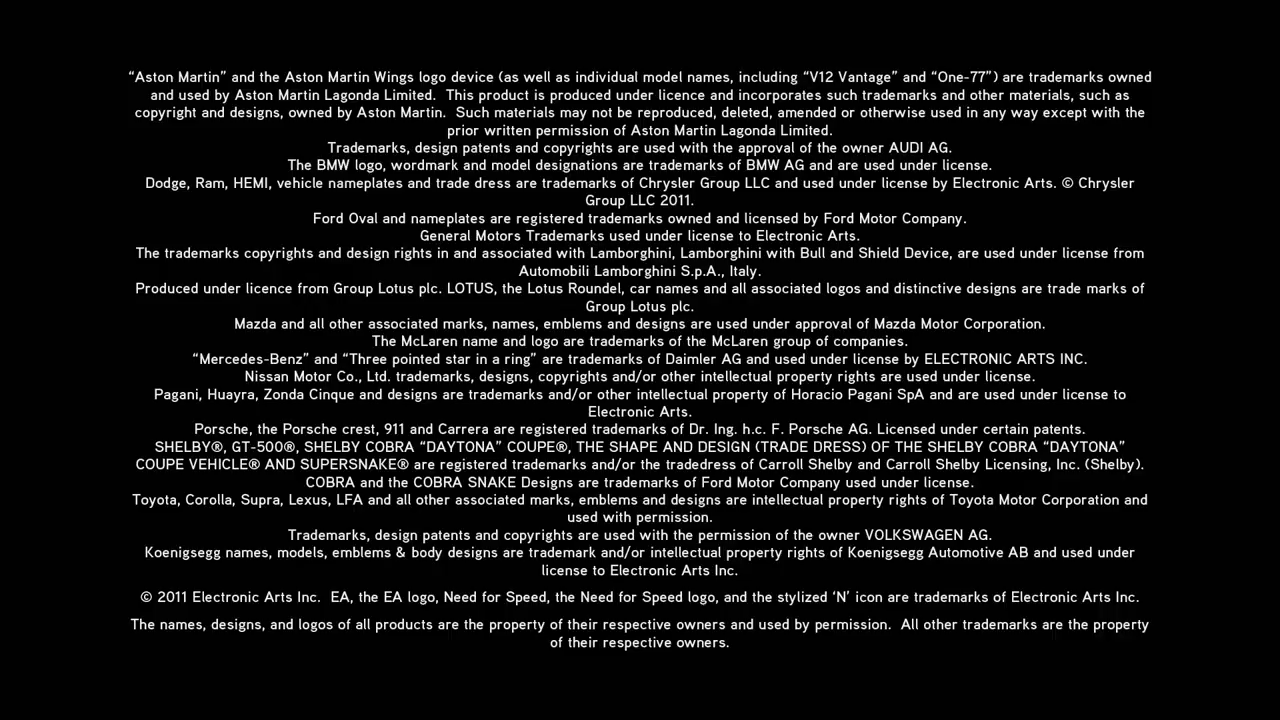 “Aston Martin” and the Aston Martin Wings logo device (as well as individual model names, including “V12 Vantage” and “One-77”) are trademarks owned
and used by Aston Martin Lagonda Limited.  This product is produced under licence and incorporates such trademarks and other materials, such as
copyright and designs, owned by Aston Martin.  Such materials may not be reproduced, deleted, amended or otherwise used in any way except with the
prior written permission of Aston Martin Lagonda Limited.
Trademarks, design patents and copyrights are used with the approval of the owner AUDI AG.
The BMW logo, wordmark and model designations are trademarks of BMW AG and are used under license.
Dodge, Ram, HEMI, vehicle nameplates and trade dress are trademarks of Chrysler Group LLC and used under license by Electronic Arts. © Chrysler
Group LLC 2011.
Ford Oval and nameplates are registered trademarks owned and licensed by Ford Motor Company.
General Motors Trademarks used under license to Electronic Arts.
The trademarks copyrights and design rights in and associated with Lamborghini, Lamborghini with Bull and Shield Device, are used under license from
Automobili Lamborghini S.p.A., Italy.
Produced under licence from Group Lotus plc. LOTUS, the Lotus Roundel, car names and all associated logos and distinctive designs are trade marks of
Group Lotus plc.
Mazda and all other associated marks, names, emblems and designs are used under approval of Mazda Motor Corporation.
The McLaren name and logo are trademarks of the McLaren group of companies.
“Mercedes-Benz” and “Three pointed star in a ring” are trademarks of Daimler AG and used under license by ELECTRONIC ARTS INC.
Nissan Motor Co., Ltd. trademarks, designs, copyrights and/or other intellectual property rights are used under license.
Pagani, Huayra, Zonda Cinque and designs are trademarks and/or other intellectual property of Horacio Pagani SpA and are used under license to
Electronic Arts.
Porsche, the Porsche crest, 911 and Carrera are registered trademarks of Dr. Ing. h.c. F. Porsche AG. Licensed under certain patents.
SHELBY®, GT-500®, SHELBY COBRA “DAYTONA” COUPE®, THE SHAPE AND DESIGN (TRADE DRESS) OF THE SHELBY COBRA “DAYTONA”
COUPE VEHICLE® AND SUPERSNAKE® are registered trademarks and/or the tradedress of Carroll Shelby and Carroll Shelby Licensing, Inc. (Shelby).
COBRA and the COBRA SNAKE Designs are trademarks of Ford Motor Company used under license.
Toyota, Corolla, Supra, Lexus, LFA and all other associated marks, emblems and designs are intellectual property rights of Toyota Motor Corporation and
used with permission.
Trademarks, design patents and copyrights are used with the permission of the owner VOLKSWAGEN AG.
Koenigsegg names, models, emblems & body designs are trademark and/or intellectual property rights of Koenigsegg Automotive AB and used under
license to Electronic Arts Inc.
© 2011 Electronic Arts Inc.  EA, the EA logo, Need for Speed, the Need for Speed logo, and the stylized ‘N’ icon are trademarks of Electronic Arts Inc.
The names, designs, and logos of all products are the property of their respective owners and used by permission.  All other trademarks are the property
of their respective owners.